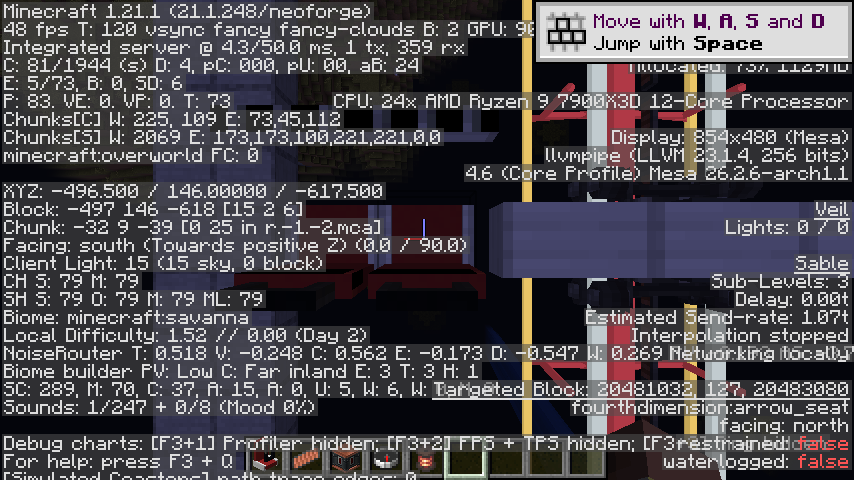 Minecraft 1.21.1 (21.1.248/neoforge)
48 fps T: 120 vsync fancy fancy-clouds B: 2 GPU: 90
Integrated server @ 4.3/50.0 ms, 1 tx, 359 rx
C: 81/1944 (s) D: 4, pC: 000, pU: 00, aB: 24
E: 5/73, B: 0, SD: 6
P: 83, VE: 0, VP: 0, T: 73
Chunks[C] W: 225, 109 E: 73,45,112
Chunks[S] W: 2069 E: 173,173,100,221,221,0,0
minecraft:overworld FC: 0
XYZ: -496.500 / 146.00000 / -617.500
Block: -497 146 -618 [15 2 6]
Chunk: -32 9 -39 [0 25 in r.-1.-2.mca]
Facing: south (Towards positive Z) (0.0 / 90.0)
Client Light: 15 (15 sky, 0 block)
CH S: 79 M: 79
SH S: 79 O: 79 M: 79 ML: 79
Biome: minecraft:savanna
Local Difficulty: 1.52 // 0.00 (Day 2)
NoiseRouter T: 0.518 V: -0.248 C: 0.562 E: -0.173 D: -0.547 W: 0.269
Biome builder PV: Low C: Far inland E: 3 T: 3 H: 1
SC: 289, M: 70, C: 37, A: 15, A: 0, U: 5, W: 6, W:
Sounds: 1/247 + 0/8 (Mood 0%)
Debug charts: [F3+1] Profiler hidden; [F3+2] FPS + TPS hidden; [F3
For help: press F3 + Q
[Simulated Coasters] path trace edges: 0
Move with W, A, S and D
Jump with Space
Allocated: 73% 1129MB
CPU: 24x AMD Ryzen 9 7900X3D 12-Core Processor
Display: 854x480 (Mesa)
llvmpipe (LLVM 23.1.4, 256 bits)
4.6 (Core Profile) Mesa 26.2.6-arch1.1
Veil
Lights: 0 / 0
Sable
Sub-Levels: 3
Delay: 0.00t
Estimated Send-rate: 1.07t
Interpolation stopped
Networking locally
Targeted Block: 20481032, 127, 20483080
fourthdimension:arrow_seat
facing: north
restrained: false
waterlogged: false